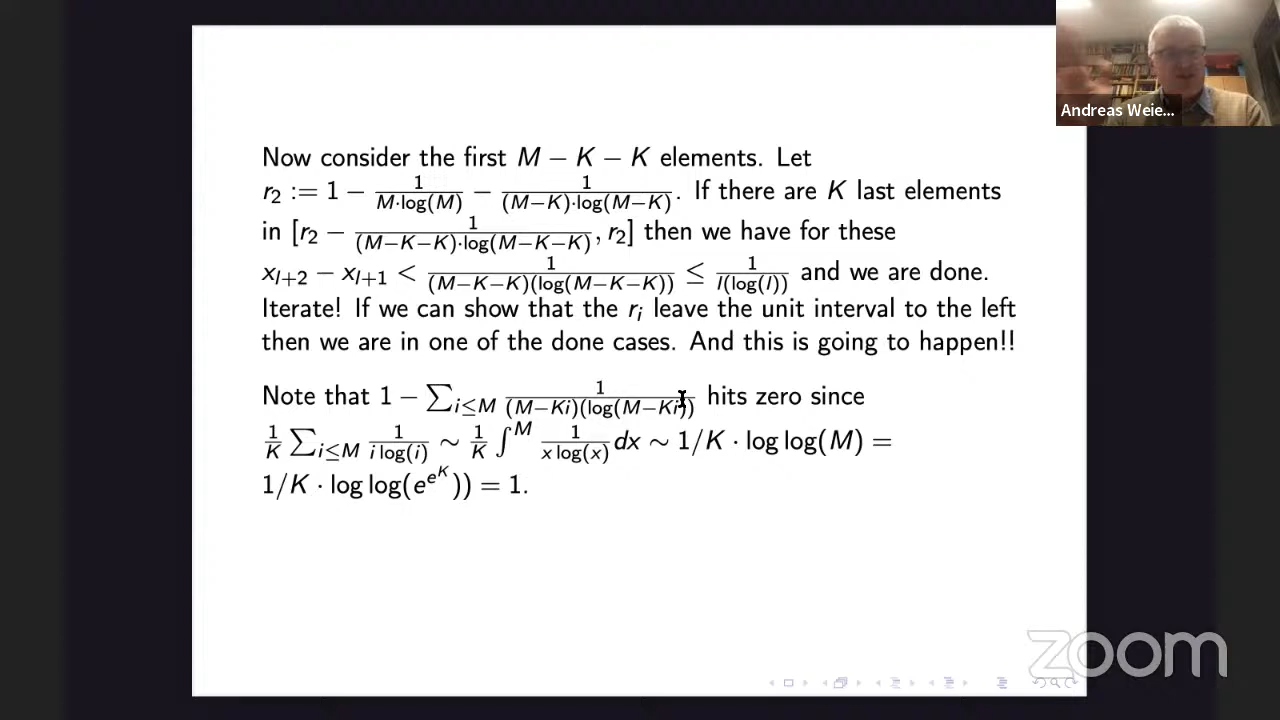 Andreas Weie...
Now consider the first M − K − K elements. Let
r₂ := 1 − 1/(M·log(M)) − 1/((M−K)·log(M−K)). If there are K last elements
in [r₂ − 1/((M−K−K)·log(M−K−K)), r₂] then we have for these
x_{l+2} − x_{l+1} < 1/((M−K−K)(log(M−K−K))) ≤ 1/(l(log(l))) and we are done.
Iterate! If we can show that the r_i leave the unit interval to the left
then we are in one of the done cases. And this is going to happen!!
Note that 1 − ∑_{i≤M} 1/((M−Ki)(log(M−Ki))) hits zero since
1/K ∑_{i≤M} 1/(i log(i)) ∼ 1/K ∫^M 1/(x log(x)) dx ∼ 1/K · log log(M) =
1/K · log log(e^{e^K})) = 1.
zoom